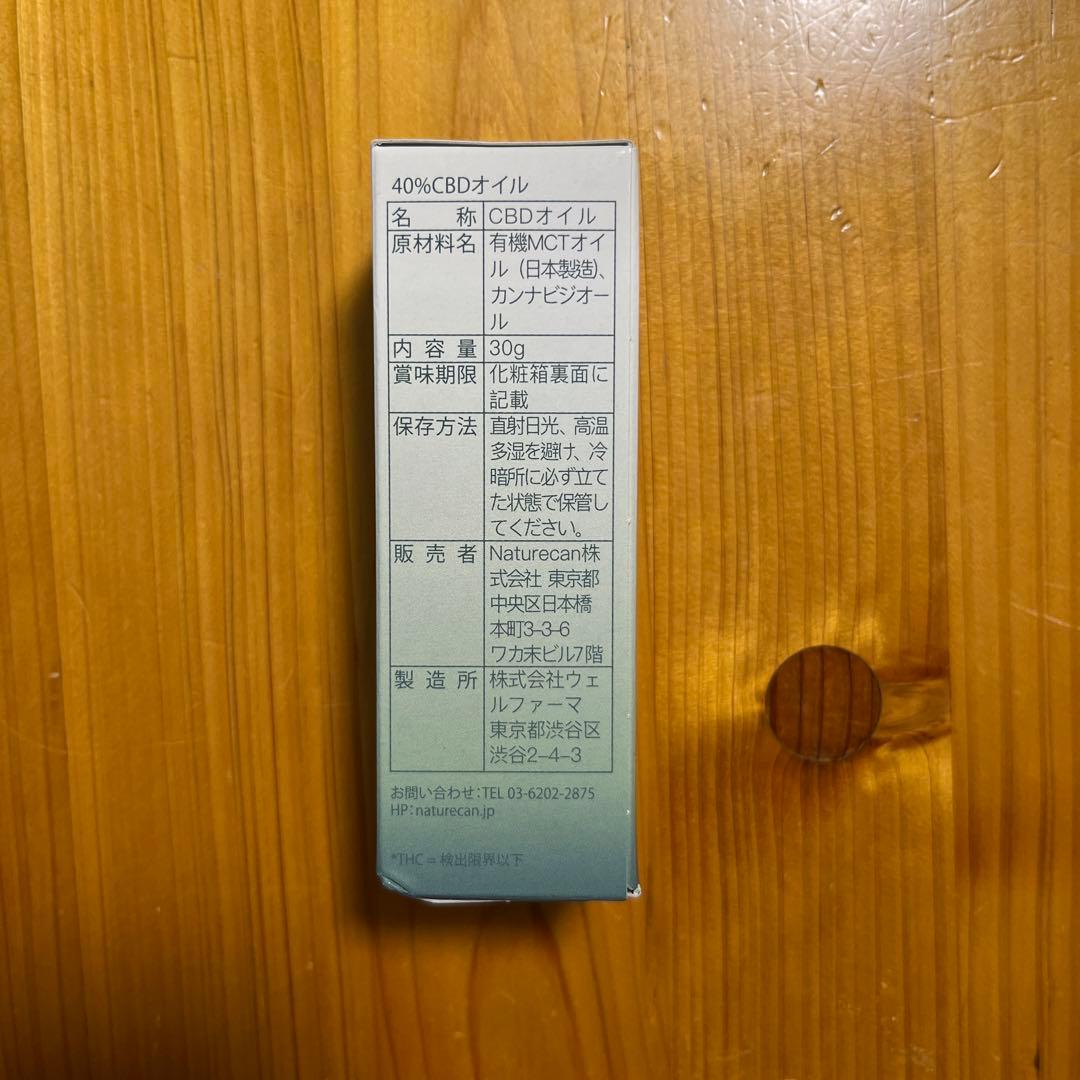 40%CBDオイル
名称 CBDオイル
原材料名 有機MCTオイ
ル（日本製造）、
カンナビジオー
ル
内容量 30g
賞味期限 化粧箱裏面に
記載
保存方法 直射日光、高温
多湿を避け、冷
暗所に必ず立て
た状態で保管し
てください。
販売者 Naturecan株
式会社 東京都
中央区日本橋
本町3-3-6
ワカ末ビル7階
製造所 株式会社ウェ
ルファーマ
東京都渋谷区
渋谷2-4-3
お問い合わせ：TEL 03-6202-2875
HP：naturecan.jp
*THC = 検出限界以下